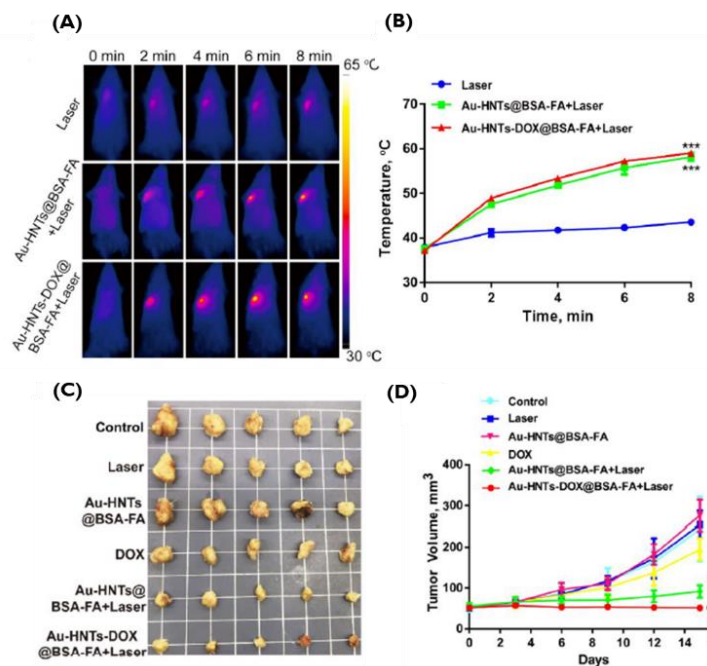 (A)
0 min 2 min 4 min 6 min 8 min
65 °C
Laser
Au-HNTs@BSA-FA
+Laser
Au-HNTs-DOX@
BSA-FA+Laser
30 °C
(B)
Laser
Au-HNTs@BSA-FA+Laser
Au-HNTs-DOX@BSA-FA+Laser
Temperature, °C
70
60
50
40
30
***
***
0 2 4 6 8
Time, min
(C)
Control
Laser
Au-HNTs
@BSA-FA
DOX
Au-HNTs@
BSA-FA+Laser
Au-HNTs-DOX
@BSA-FA+Laser
(D)
Control
Laser
Au-HNTs@BSA-FA
DOX
Au-HNTs@BSA-FA+Laser
Au-HNTs-DOX@BSA-FA+Laser
Tumor Volume, mm3
400
300
200
100
0
0 2 4 6 8 10 12 14
Days